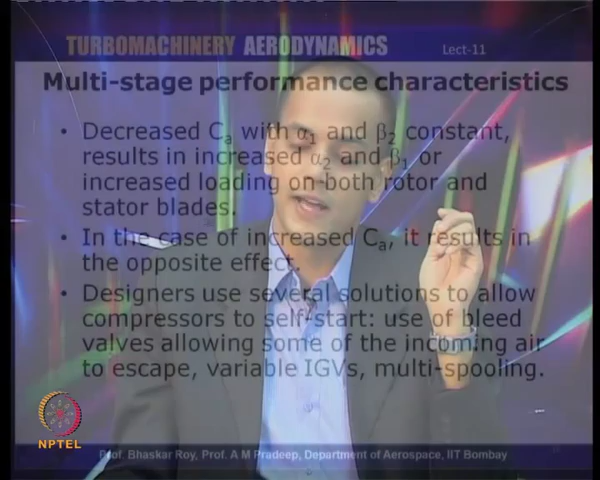 TURBOMACHINERY AERODYNAMICS
Lect-11
Multi-stage performance characteristics
• Decreased Cₐ with α₁ and β₂ constant,
results in increased α₂ and β₁ or
increased loading on both rotor and
stator blades.
• In the case of increased Cₐ, it results in
the opposite effect.
• Designers use several solutions to allow
compressors to self-start: use of bleed
valves allowing some of the incoming air
to escape, variable IGVs, multi-spooling.
NPTEL
Prof. Bhaskar Roy, Prof. A M Pradeep, Department of Aerospace, IIT Bombay